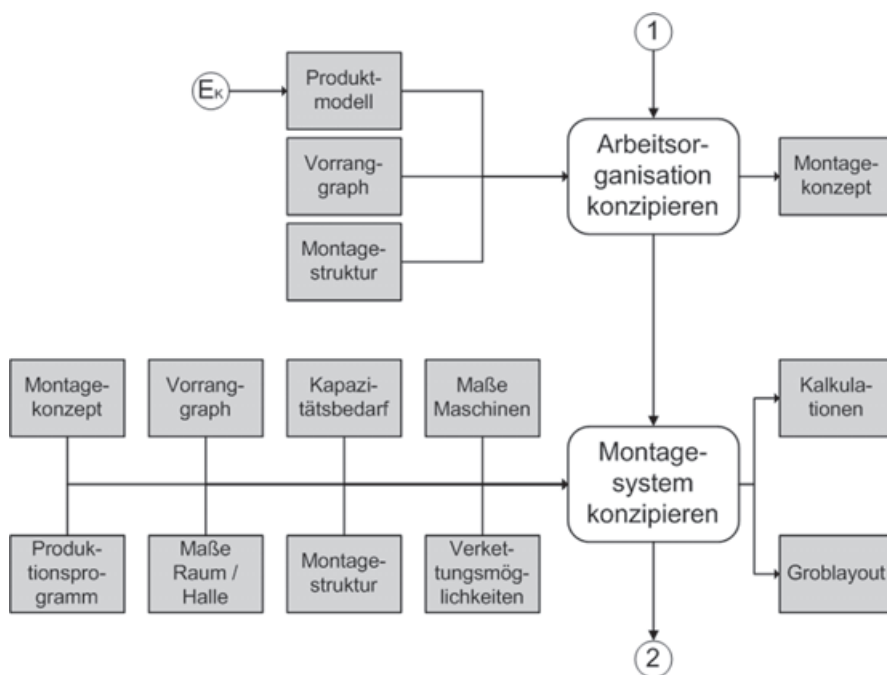 1
EK
Produkt-
modell
Vorrang-
graph
Montage-
struktur
Arbeitsor-
ganisation
konzipieren
Montage-
konzept
Montage-
konzept
Vorrang-
graph
Kapazi-
tätsbedarf
Maße
Maschinen
Produk-
tionspro-
gramm
Maße
Raum /
Halle
Montage-
struktur
Verket-
tungsmög-
lichkeiten
Montage-
system
konzipieren
Kalkula-
tionen
Groblayout
2